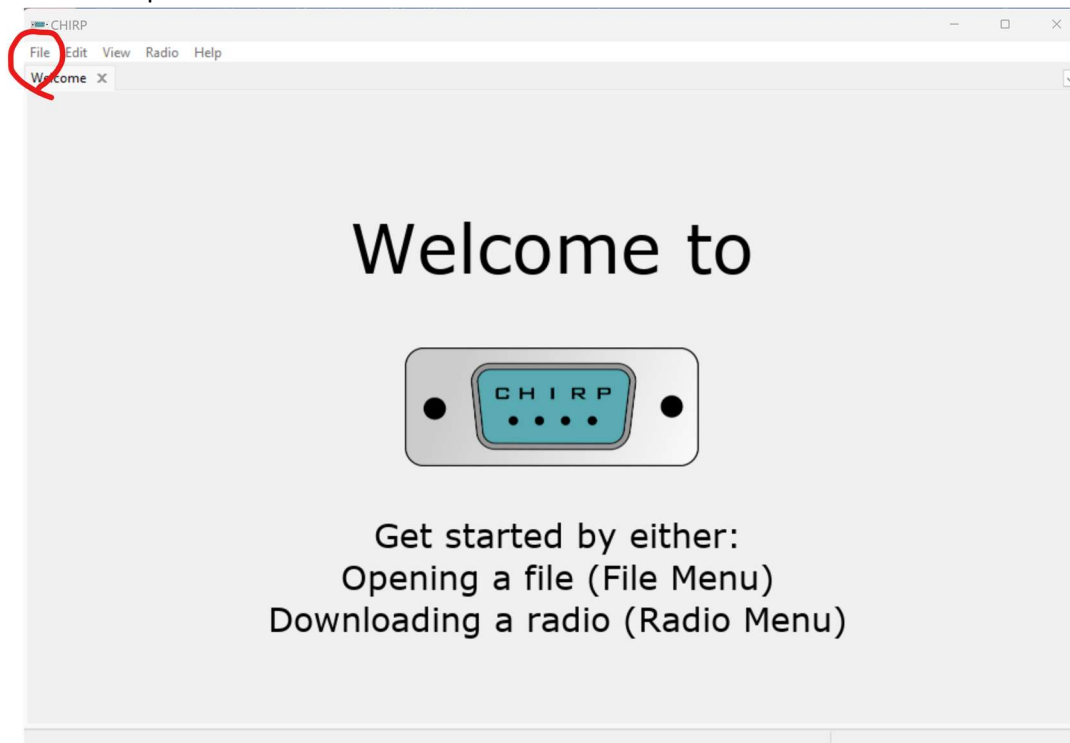 CHIRP
File Edit View Radio Help
Welcome
Welcome to
CHIRP
Get started by either:
Opening a file (File Menu)
Downloading a radio (Radio Menu)